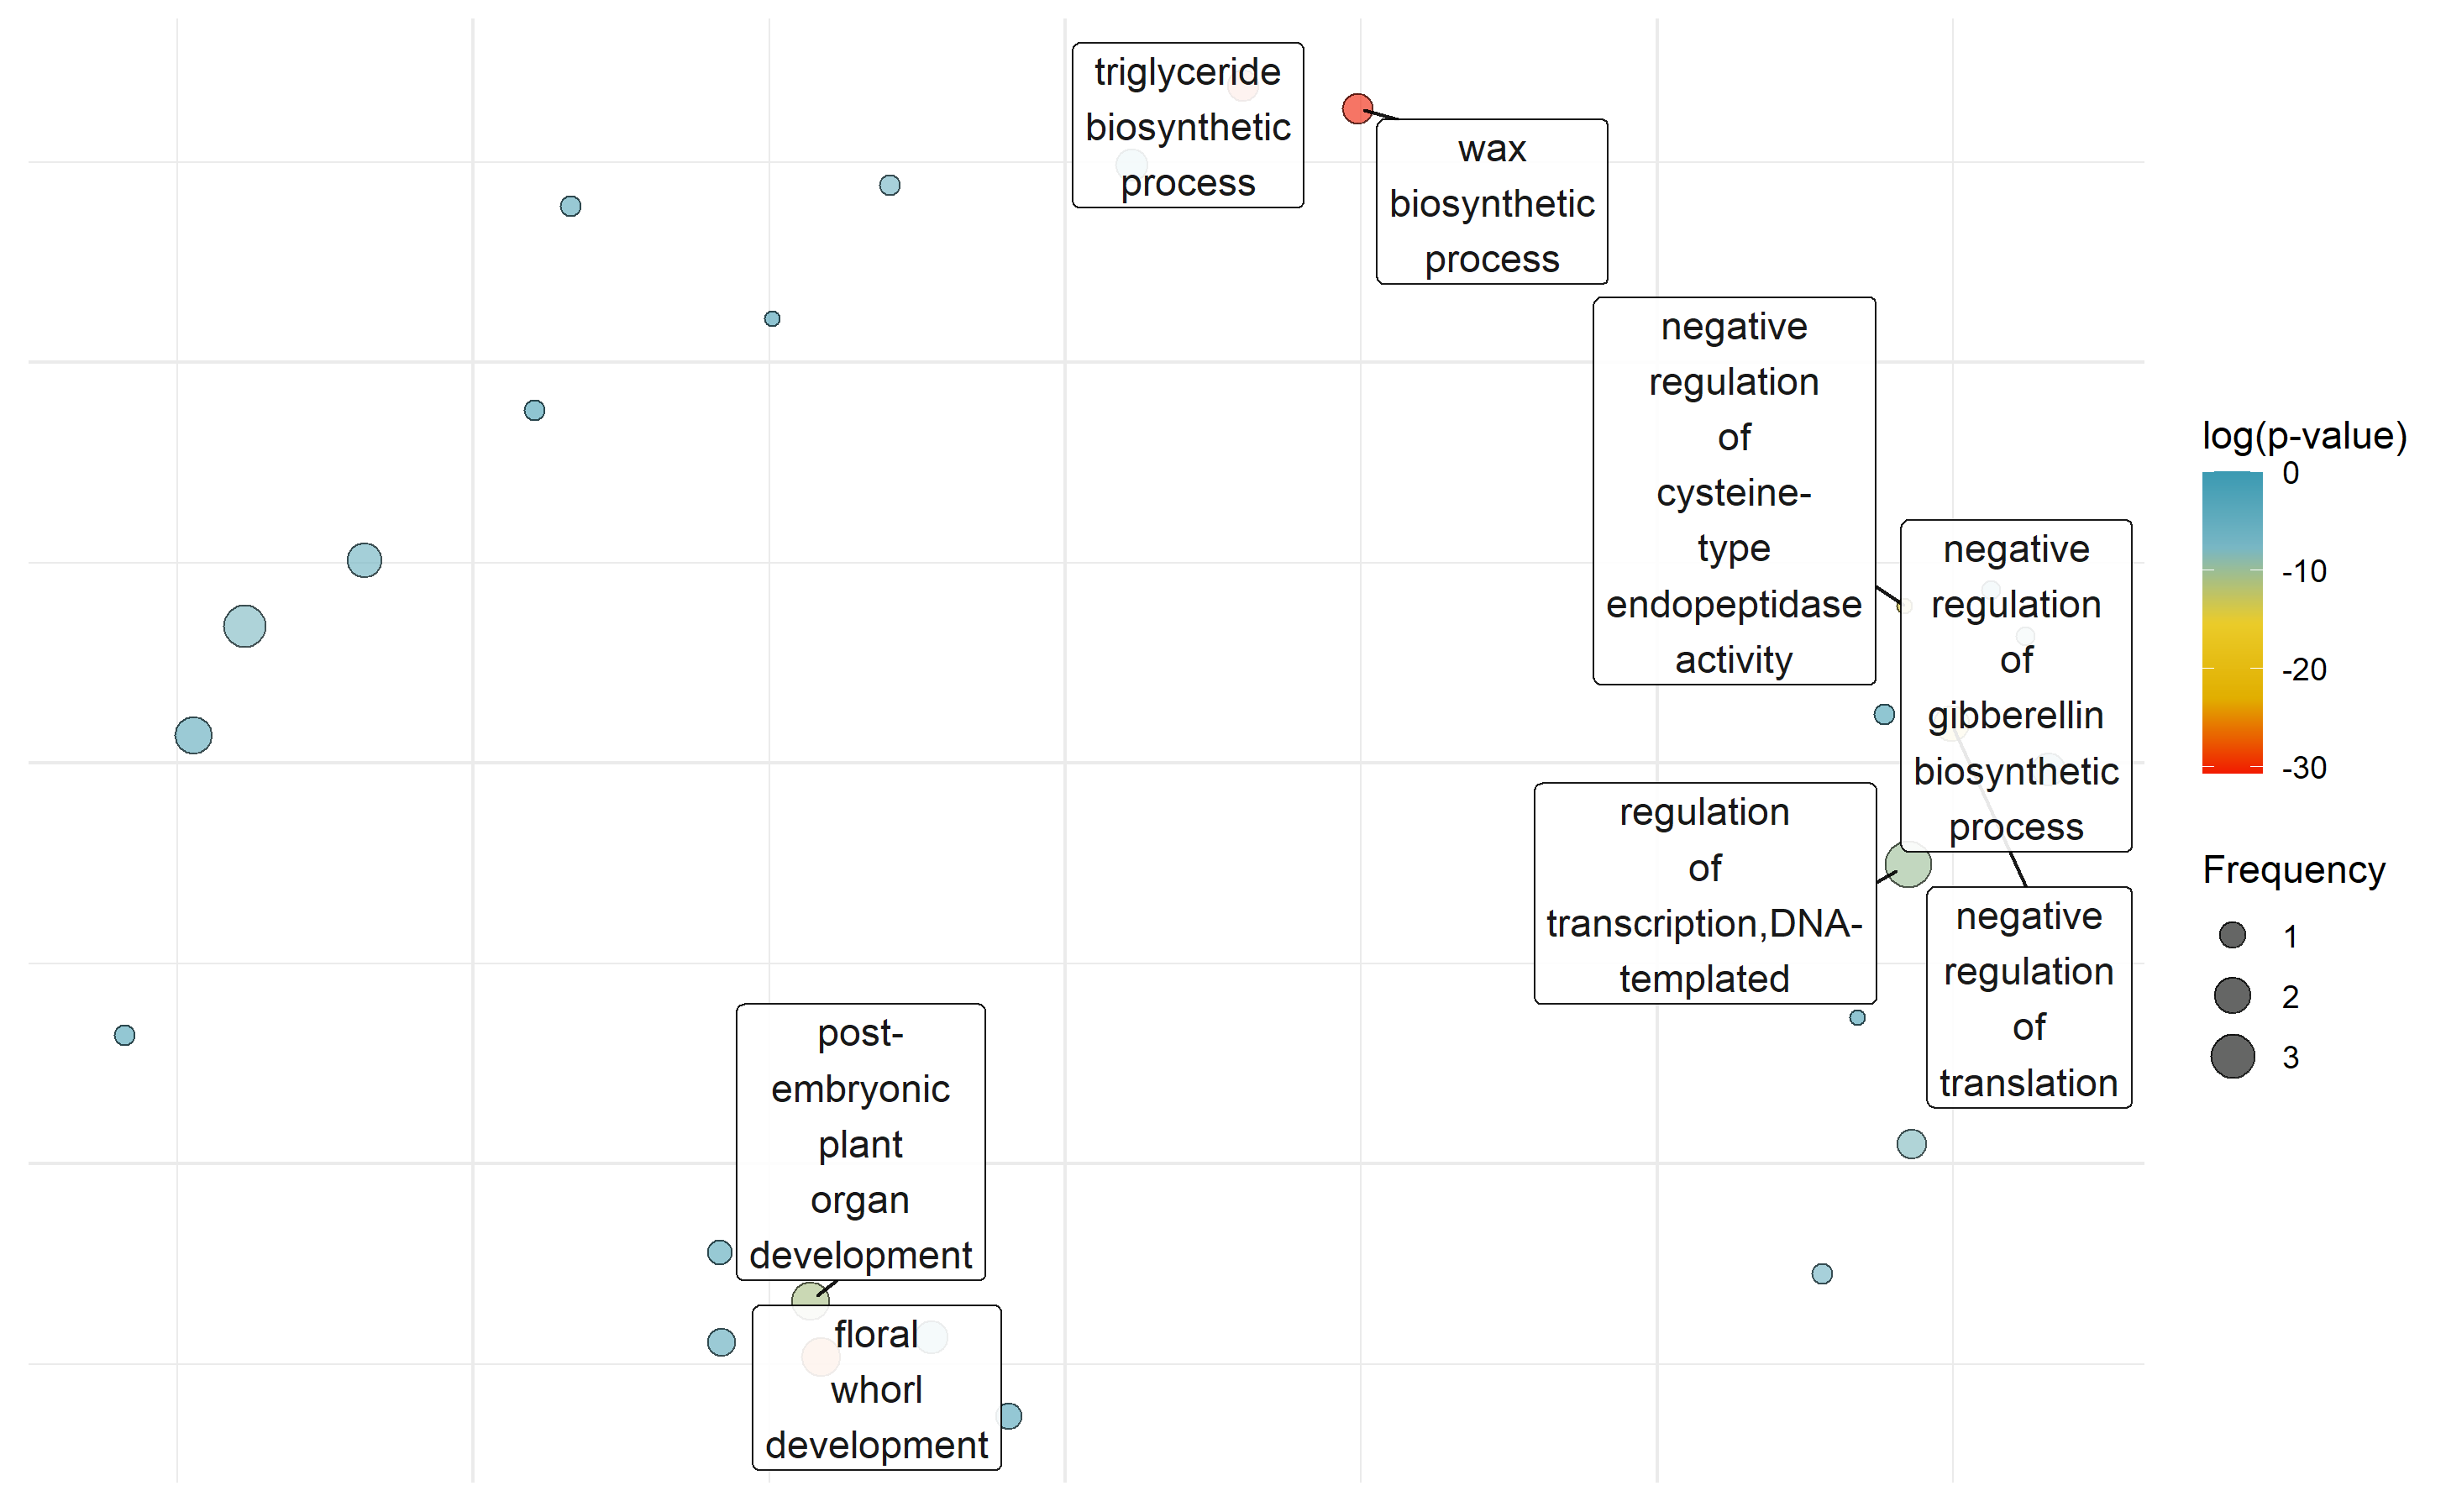 triglyceride
biosynthetic
process
wax
biosynthetic
process
negative
regulation
of
cysteine-
type
endopeptidase
activity
negative
regulation
of
gibberellin
biosynthetic
process
regulation
of
transcription,DNA-
templated
negative
regulation
of
translation
post-
embryonic
plant
organ
development
floral
whorl
development
log(p-value)
0
-10
-20
-30
Frequency
1
2
3